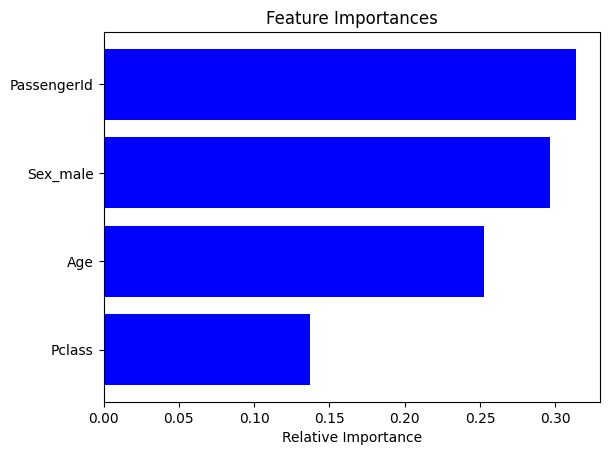 Feature Importances
PassengerId
Sex_male
Age
Pclass
0.00 0.05 0.10 0.15 0.20 0.25 0.30
Relative Importance